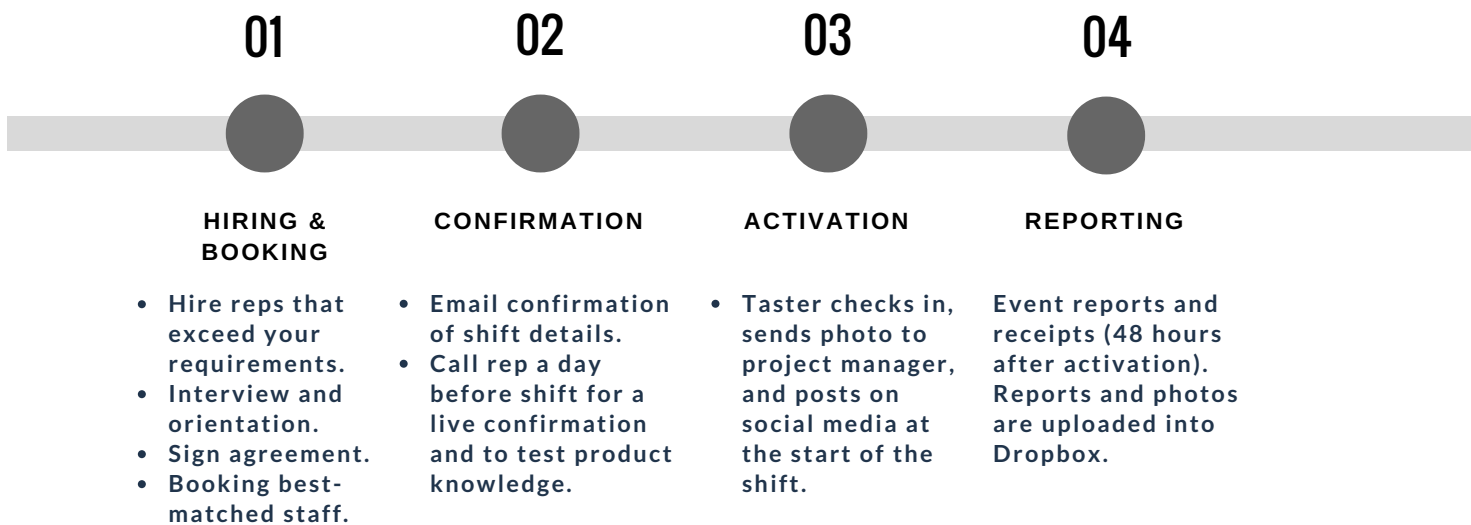 01
HIRING &
BOOKING
• Hire reps that
exceed your
requirements.
• Interview and
orientation.
• Sign agreement.
• Booking best-
matched staff.
02
CONFIRMATION
• Email confirmation
of shift details.
• Call rep a day
before shift for a
live confirmation
and to test product
knowledge.
03
ACTIVATION
• Taster checks in,
sends photo to
project manager,
and posts on
social media at
the start of the
shift.
04
REPORTING
Event reports and
receipts (48 hours
after activation).
Reports and photos
are uploaded into
Dropbox.